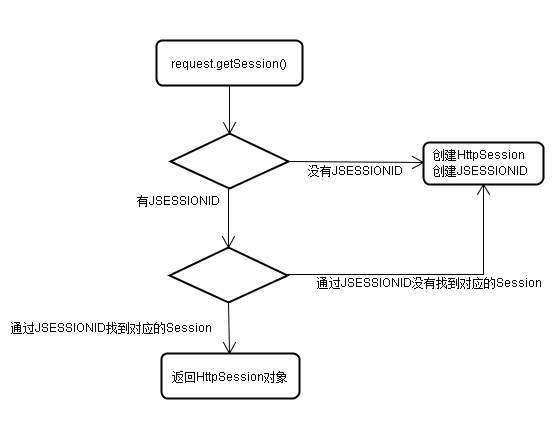 request.getSession()
创建HttpSession
创建JSESSIONID
没有JSESSIONID
有JSESSIONID
通过JSESSIONID没有找到对应的Session
通过JSESSIONID找到对应的Session
返回HttpSession对象